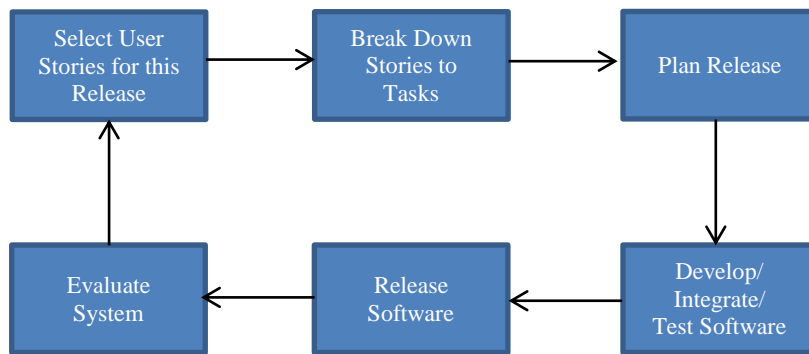 Select User
Stories for this
Release
Break Down
Stories to
Tasks
Plan Release
Evaluate
System
Release
Software
Develop/
Integrate/
Test Software